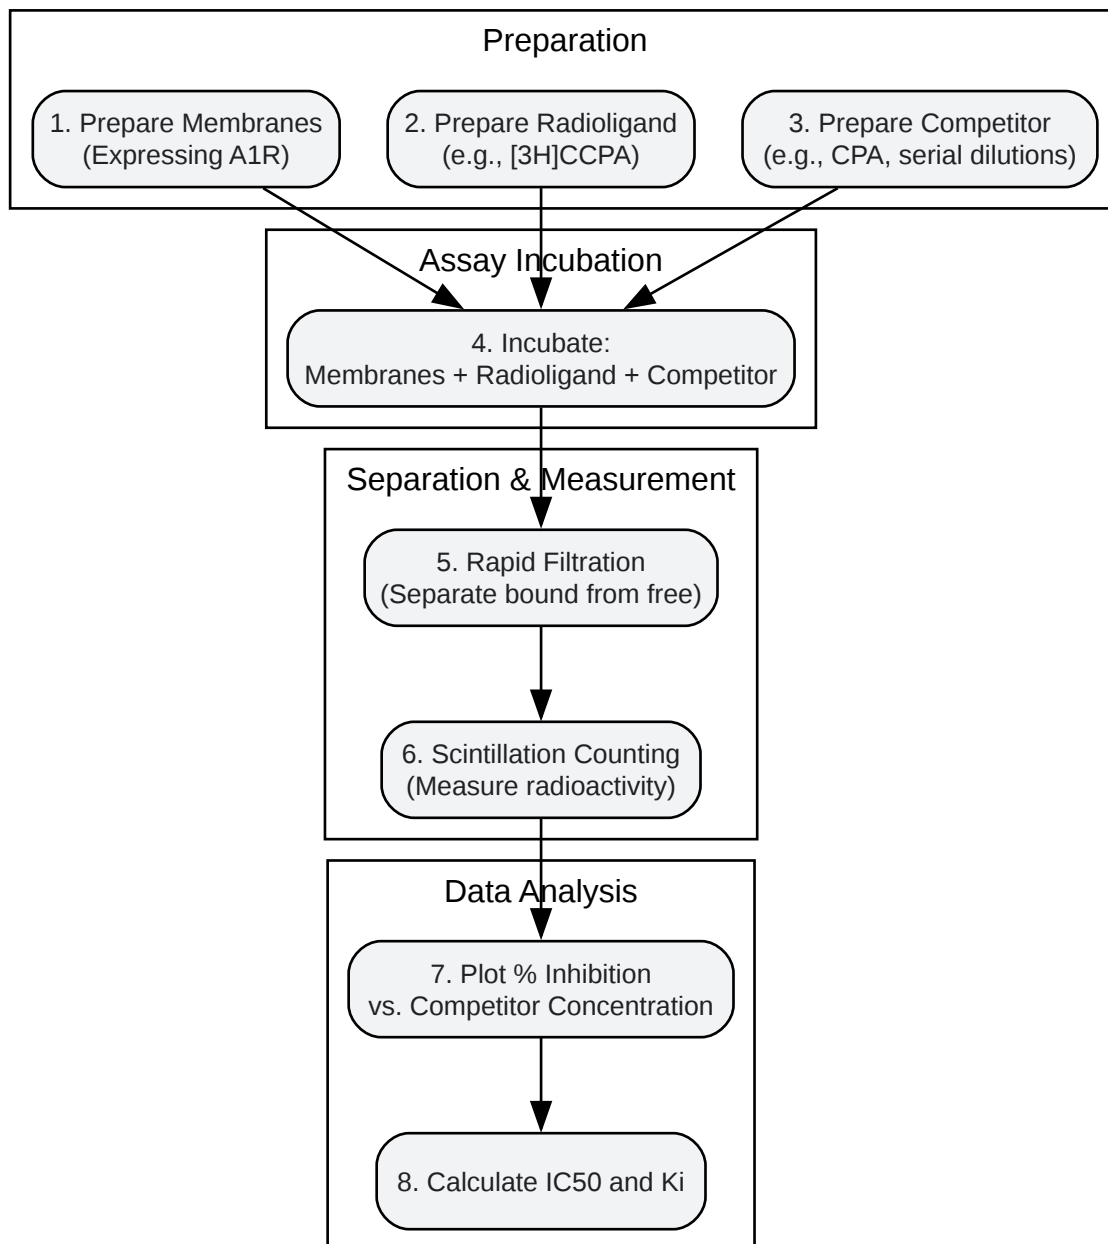 Preparation
1. Prepare Membranes
(Expressing A1R)
2. Prepare Radioligand
(e.g., [3H]CCPA)
3. Prepare Competitor
(e.g., CPA, serial dilutions)
Assay Incubation
4. Incubate:
Membranes + Radioligand + Competitor
Separation & Measurement
5. Rapid Filtration
(Separate bound from free)
6. Scintillation Counting
(Measure radioactivity)
Data Analysis
7. Plot % Inhibition
vs. Competitor Concentration
8. Calculate IC50 and Ki